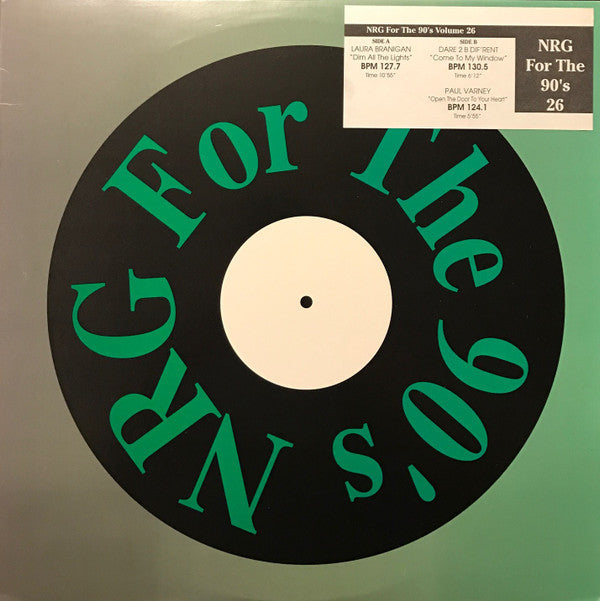 NRG For The 90's Volume 26
SIDE A
LAURA BRANIGAN
"Dim All The Lights"
BPM 127.7
Time 10'55"
SIDE B
DARE 2 B DIF'RENT
"Come To My Window"
BPM 130.5
Time 6'12"
PAUL VARNEY
"Open The Door To Your Heart"
BPM 124.1
Time 5'55"
NRG
For The
90's
26
NRG For The 90's